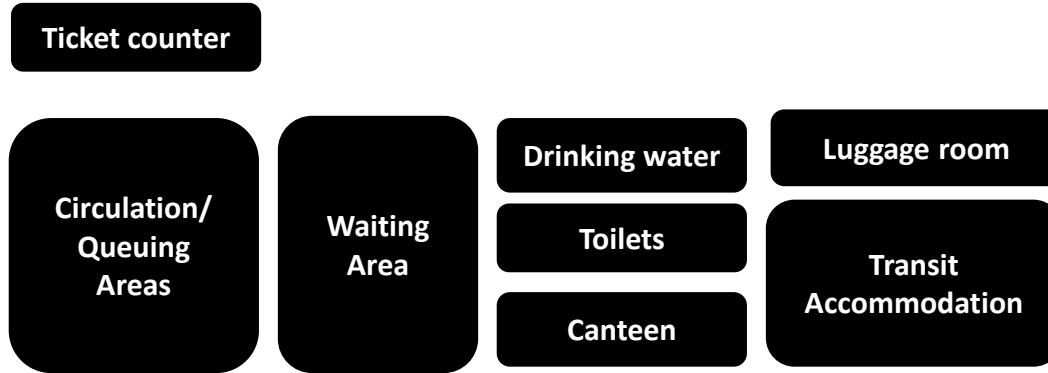 Ticket counter
Circulation/
Queuing
Areas
Waiting
Area
Drinking water
Toilets
Canteen
Luggage room
Transit
Accommodation